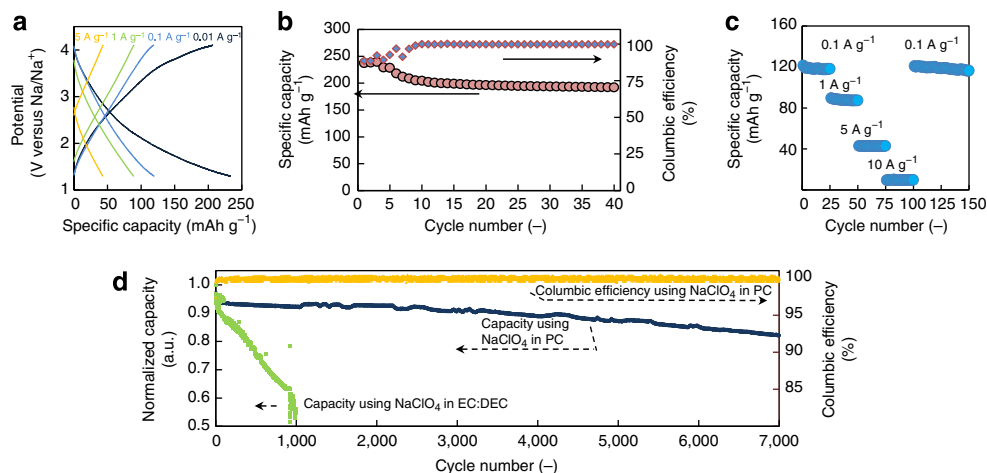 a
5 A g⁻¹ 1 A g⁻¹ 0.1 A g⁻¹ 0.01 A g⁻¹
5
4
3
2
1
Potential
(V versus Na/Na⁺)
0 50 100 150 200 250
Specific capacity (mAh g⁻¹)
b
300
250
200
150
100
50
0
Specific capacity
(mAh g⁻¹)
100
75
50
25
0
Columbic efficiency
(%)
0 5 10 15 20 25 30 35 40
Cycle number (–)
c
160
120
80
40
0
Specific capacity
(mAh g⁻¹)
0.1 A g⁻¹ 0.1 A g⁻¹
1 A g⁻¹
5 A g⁻¹
10 A g⁻¹
0 25 50 75 100 125 150
Cycle number (–)
d
1.0
0.9
0.8
0.7
0.6
0.5
Normalized capacity
(a.u.)
Columbic efficiency using NaClO₄ in PC
Capacity using
NaClO₄ in PC
Capacity using NaClO₄ in EC:DEC
100
95
90
85
Columbic efficiency
(%)
0 1,000 2,000 3,000 4,000 5,000 6,000 7,000
Cycle number (–)